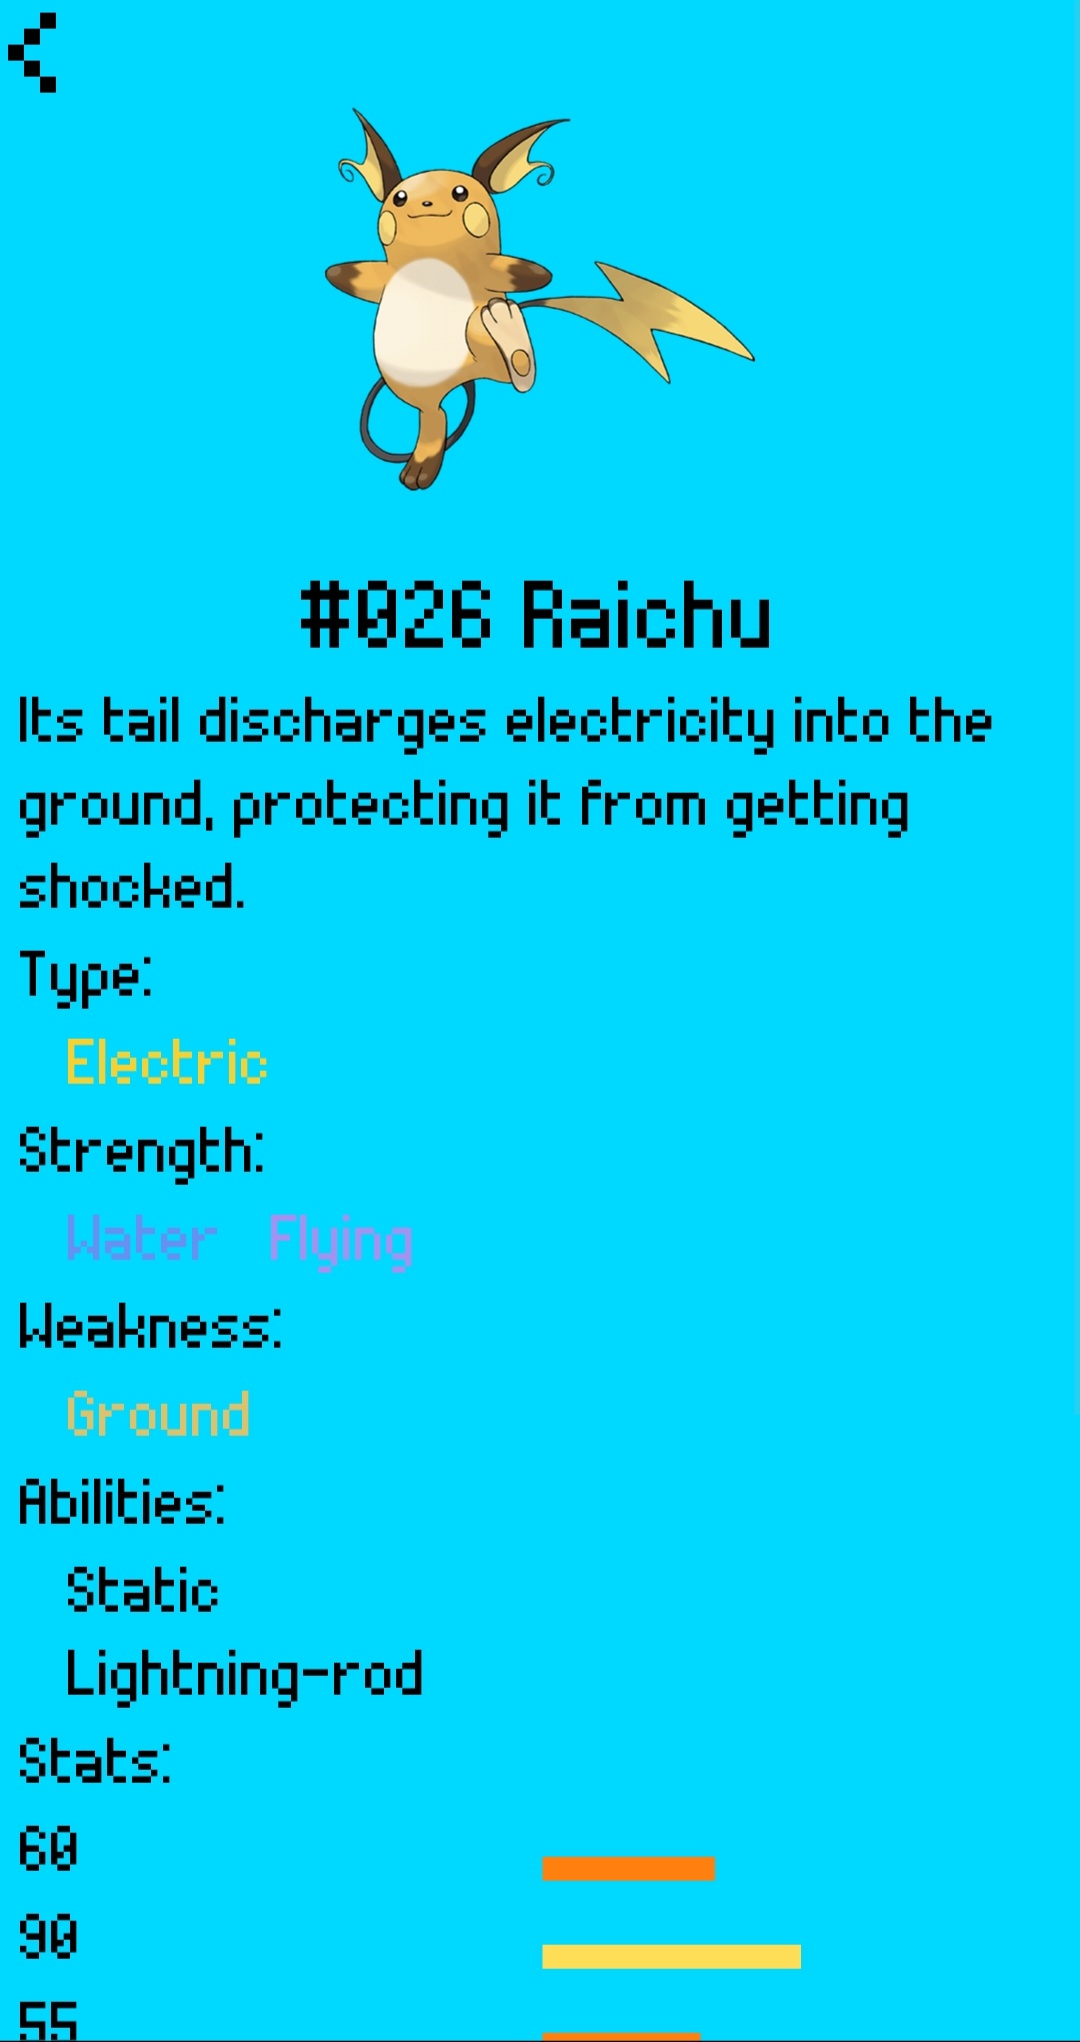 #026 Raichu
Its tail discharges electricity into the
ground, protecting it from getting
shocked.
Type:
Electric
Strength:
Water Flying
Weakness:
Ground
Abilities:
Static
Lightning-rod
Stats:
60
90
55